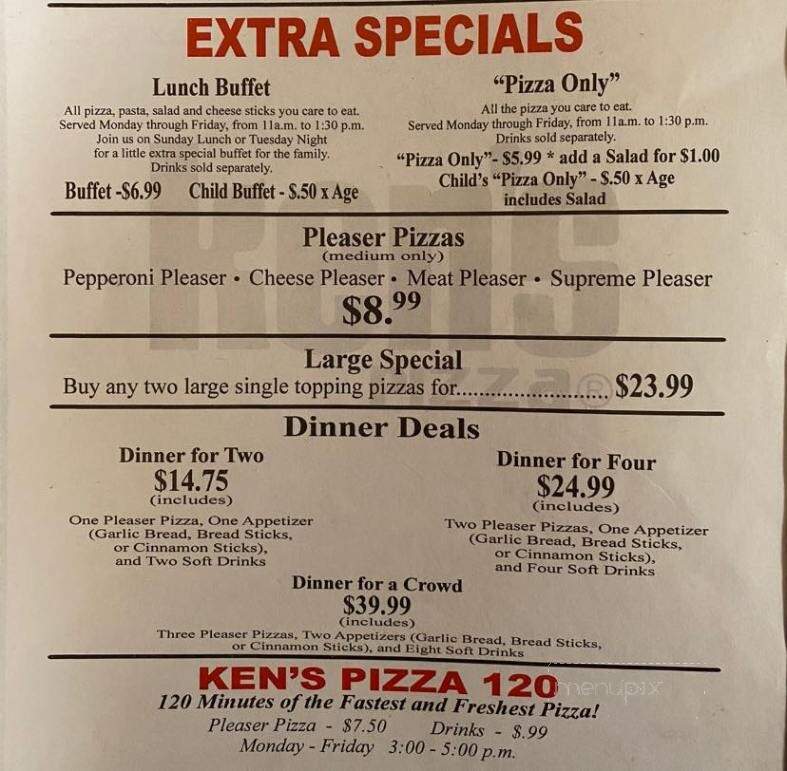 EXTRA SPECIALS
Lunch Buffet
All pizza, pasta, salad and cheese sticks you care to eat.
Served Monday through Friday, from 11a.m. to 1:30 p.m.
Join us on Sunday Lunch or Tuesday Night
for a little extra special buffet for the family.
Drinks sold separately.
Buffet -$6.99 Child Buffet - $.50 x Age
“Pizza Only”
All the pizza you care to eat.
Served Monday through Friday, from 11a.m. to 1:30 p.m.
Drinks sold separately.
“Pizza Only”- $5.99 * add a Salad for $1.00
Child's “Pizza Only” - $.50 x Age
includes Salad
Ken's
Pizza®
Pleaser Pizzas
(medium only)
Pepperoni Pleaser • Cheese Pleaser • Meat Pleaser • Supreme Pleaser
$8.99
Large Special
Buy any two large single topping pizzas for.......................... $23.99
Dinner Deals
Dinner for Two
$14.75
(includes)
One Pleaser Pizza, One Appetizer
(Garlic Bread, Bread Sticks,
or Cinnamon Sticks),
and Two Soft Drinks
Dinner for Four
$24.99
(includes)
Two Pleaser Pizzas, One Appetizer
(Garlic Bread, Bread Sticks,
or Cinnamon Sticks),
and Four Soft Drinks
Dinner for a Crowd
$39.99
(includes)
Three Pleaser Pizzas, Two Appetizers (Garlic Bread, Bread Sticks,
or Cinnamon Sticks), and Eight Soft Drinks
KEN'S PIZZA 120
menupix
120 Minutes of the Fastest and Freshest Pizza!
Pleaser Pizza - $7.50 Drinks - $.99
Monday - Friday 3:00 - 5:00 p.m.